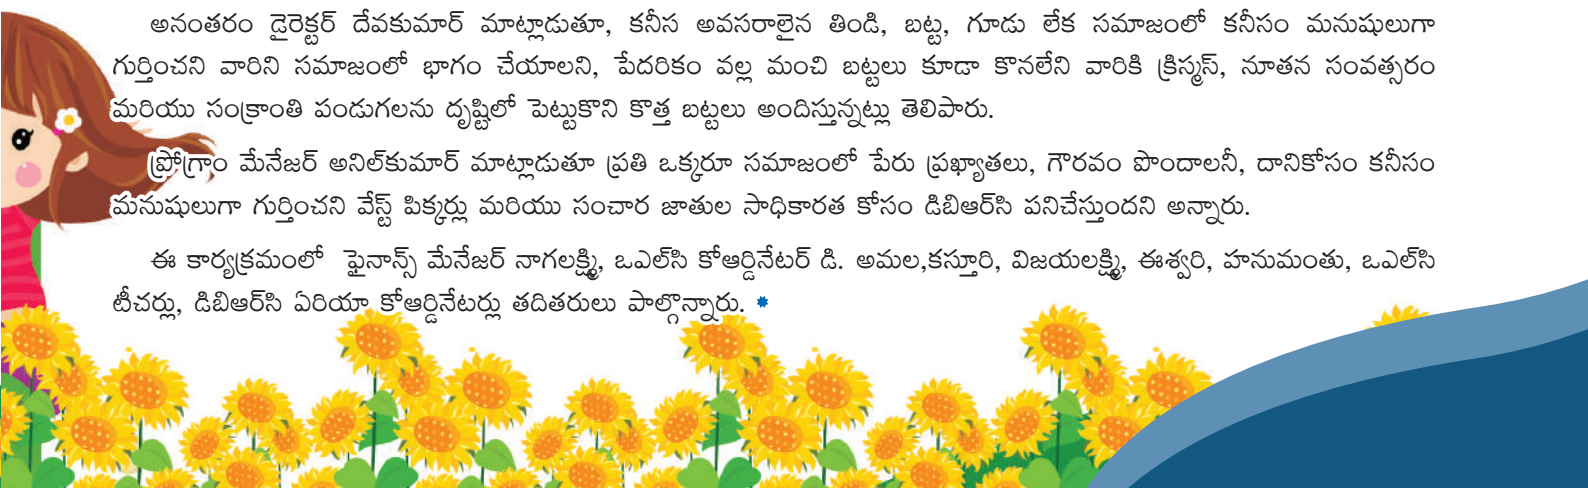 అనంతరం డైరెక్టర్ దేవకుమార్ మాట్లాడుతూ, కనీస అవసరాలైన తిండి, బట్ట, గూడు లేక సమాజంలో కనీసం మనుషులుగా
గుర్తించని వారిని సమాజంలో భాగం చేయాలని, పేదరికం వల్ల మంచి బట్టలు కూడా కొనలేని వారికి క్రిస్మస్, నూతన సంవత్సరం
మరియు సంక్రాంతి పండుగలను దృష్టిలో పెట్టుకొని కొత్త బట్టలు అందిస్తున్నట్లు తెలిపారు.
ప్రోగ్రాం మేనేజర్ అనిల్‌కుమార్ మాట్లాడుతూ ప్రతి ఒక్కరూ సమాజంలో పేరు ప్రఖ్యాతలు, గౌరవం పొందాలనీ, దానికోసం కనీసం
మనుషులుగా గుర్తించని వేస్ట్ పిక్కర్లు మరియు సంచార జాతుల సాధికారత కోసం డిబిఆర్‌సి పనిచేస్తుందని అన్నారు.
ఈ కార్యక్రమంలో ఫైనాన్స్ మేనేజర్ నాగలక్ష్మి, ఒఎల్‌సి కోఆర్డినేటర్ డి. అమల,కస్తూరి, విజయలక్ష్మి, ఈశ్వరి, హనుమంతు, ఒఎల్‌సి
టీచర్లు, డిబిఆర్‌సి ఏరియా కోఆర్డినేటర్లు తదితరులు పాల్గొన్నారు.